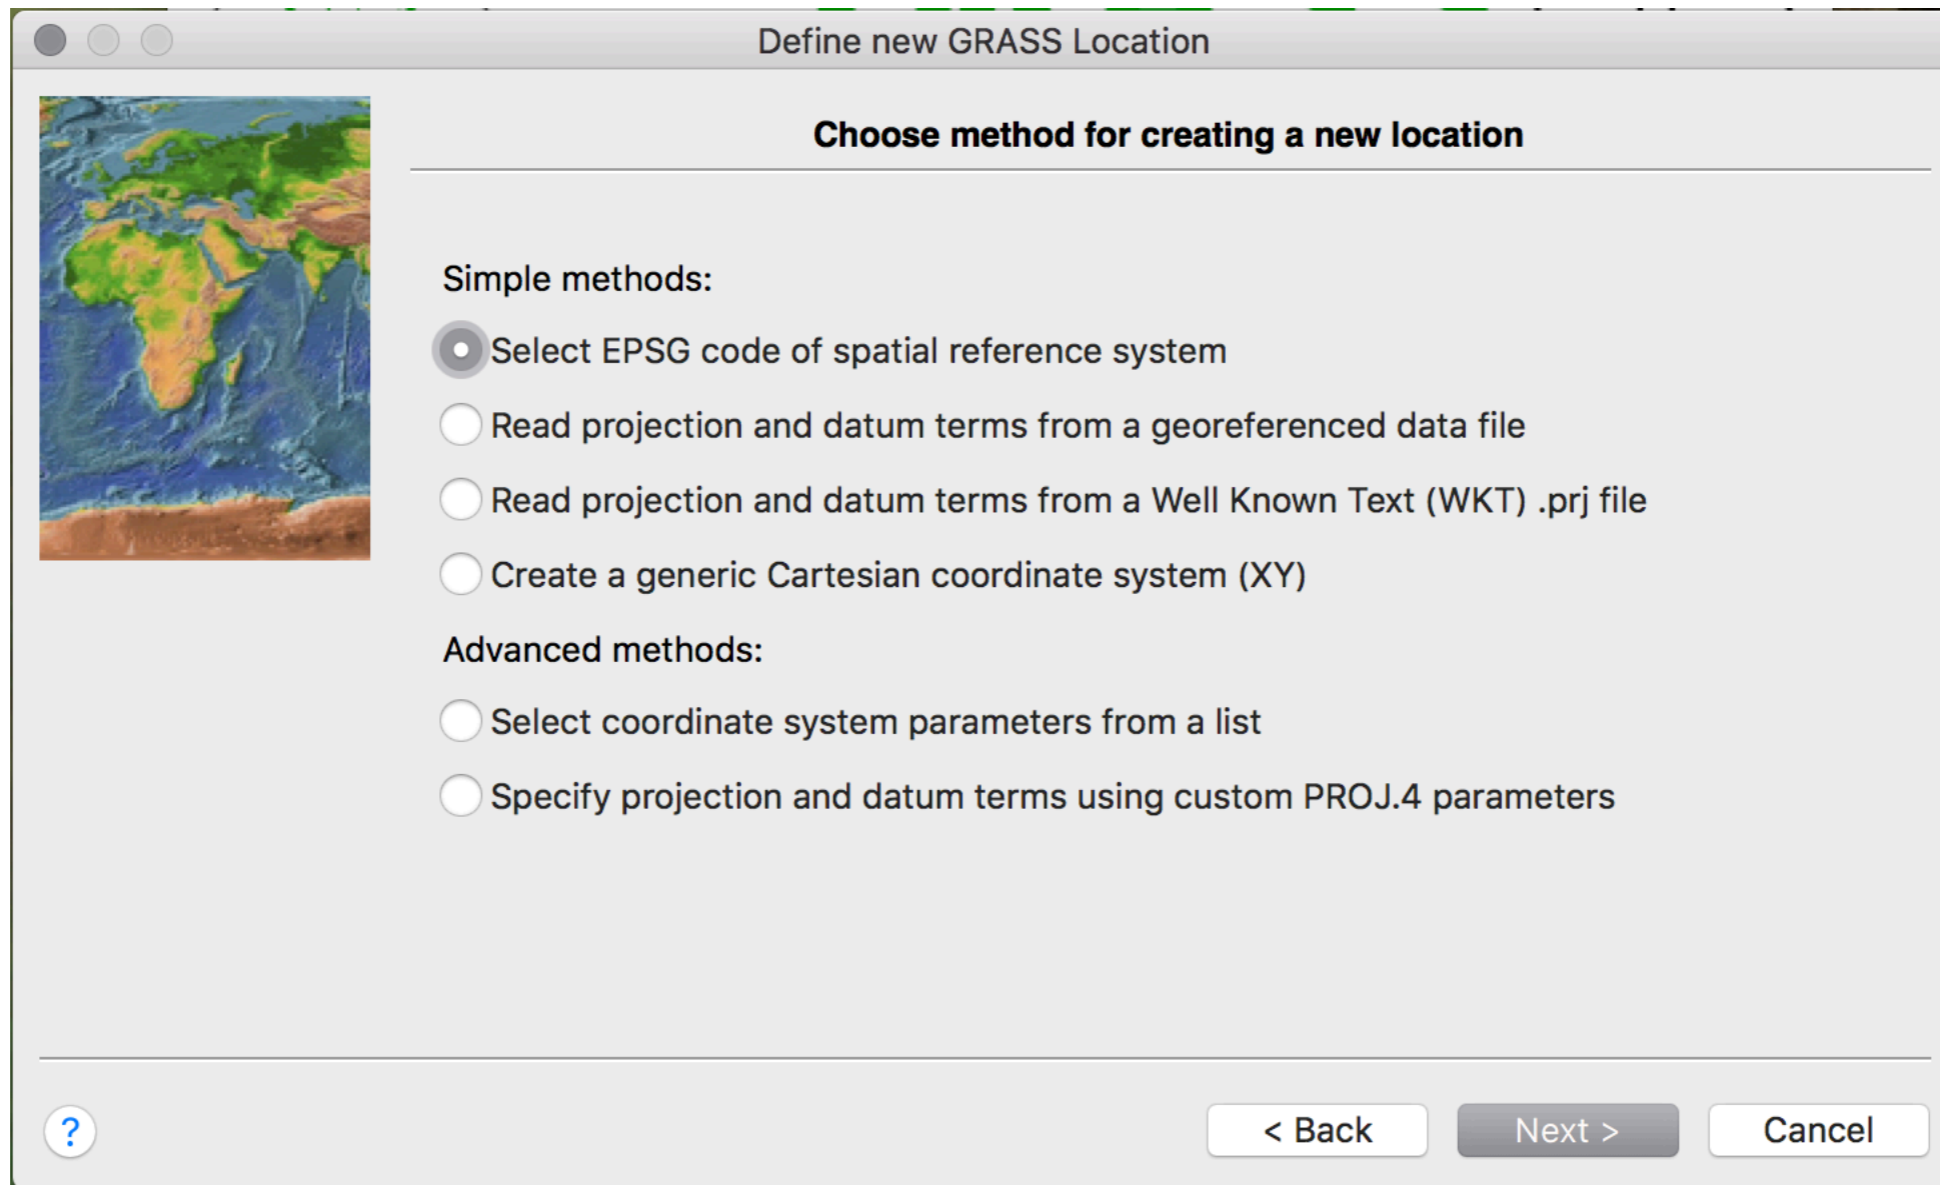 Define new GRASS Location
Choose method for creating a new location
Simple methods:
Select EPSG code of spatial reference system
Read projection and datum terms from a georeferenced data file
Read projection and datum terms from a Well Known Text (WKT) .prj file
Create a generic Cartesian coordinate system (XY)
Advanced methods:
Select coordinate system parameters from a list
Specify projection and datum terms using custom PROJ.4 parameters
?
< Back
Next >
Cancel